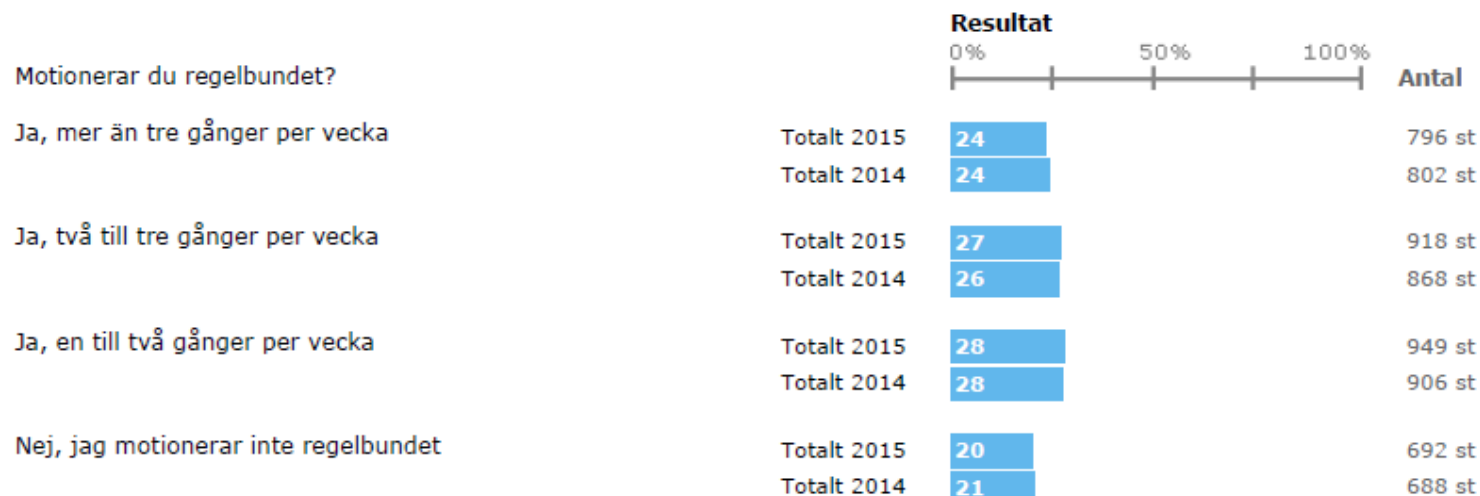 Resultat
0% 50% 100%
Motionerar du regelbundet? Antal
Ja, mer än tre gånger per vecka Totalt 2015 24 796 st
Totalt 2014 24 802 st
Ja, två till tre gånger per vecka Totalt 2015 27 918 st
Totalt 2014 26 868 st
Ja, en till två gånger per vecka Totalt 2015 28 949 st
Totalt 2014 28 906 st
Nej, jag motionerar inte regelbundet Totalt 2015 20 692 st
Totalt 2014 21 688 st